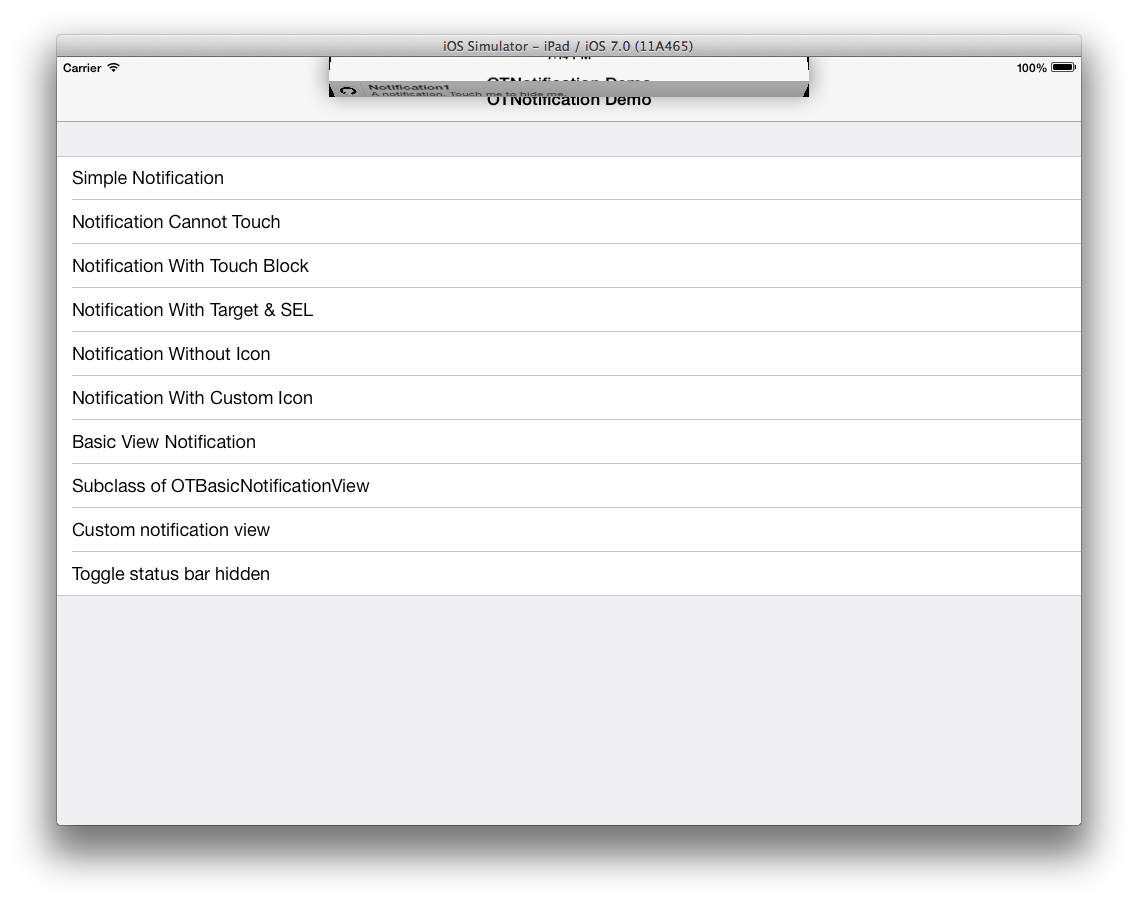 iOS Simulator – iPad / iOS 7.0 (11A465)
Carrier
100%
OTNotification Demo
Notification1
A notification. Touch me to hide me.
OTNotification Demo
Simple Notification
Notification Cannot Touch
Notification With Touch Block
Notification With Target & SEL
Notification Without Icon
Notification With Custom Icon
Basic View Notification
Subclass of OTBasicNotificationView
Custom notification view
Toggle status bar hidden